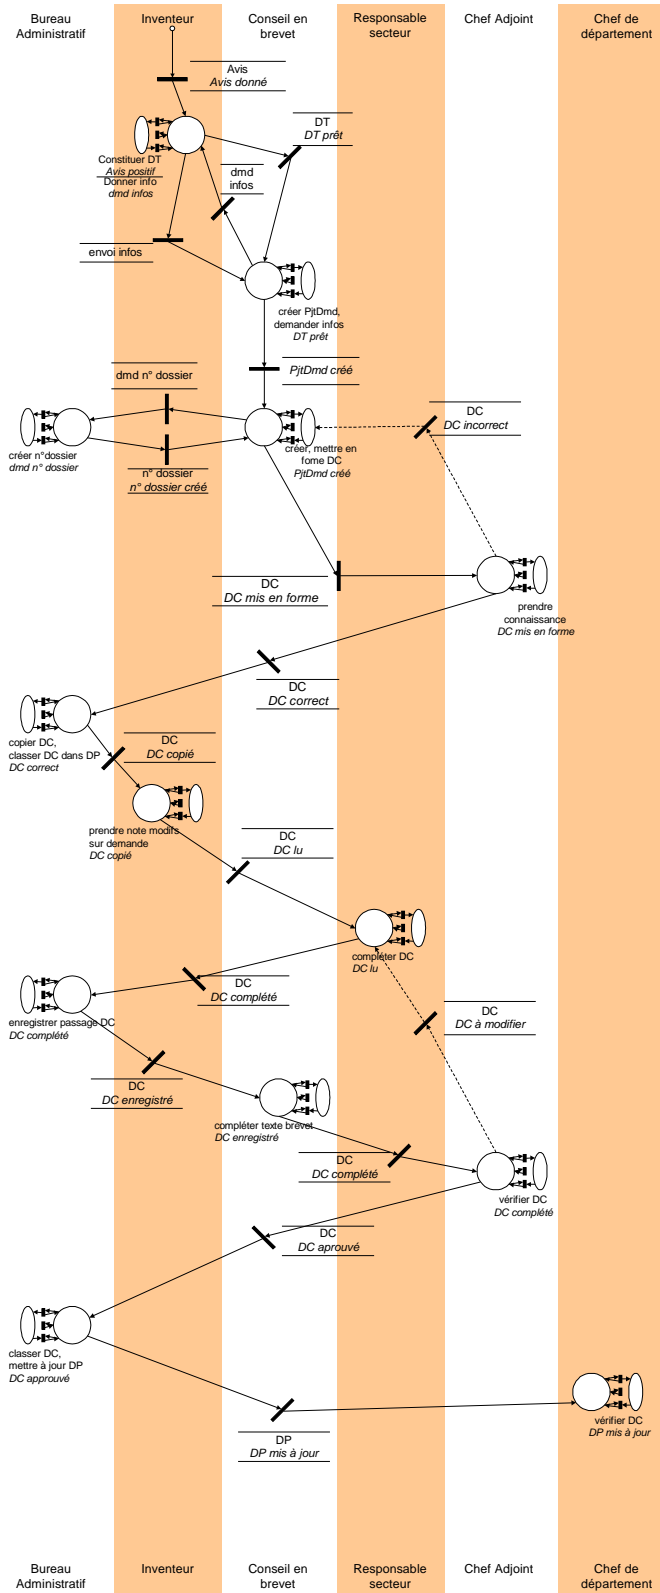 Bureau
Administratif
Inventeur
Conseil en
brevet
Responsable
secteur
Chef Adjoint
Chef de
département
Avis
Avis donné
DT
DT prêt
Constituer DT
Avis positif
Donner info
dmd infos
dmd
infos
envoi infos
créer PjtDmd,
demander infos
DT prêt
dmd n° dossier
PjtDmd créé
DC
DC incorrect
créer n°dossier
dmd n° dossier
n° dossier
n° dossier créé
créer, mettre en
fome DC
PjtDmd créé
DC
DC mis en forme
prendre
connaissance
DC mis en forme
DC
DC correct
copier DC,
classer DC dans DP
DC correct
DC
DC copié
prendre note modifs
sur demande
DC copié
DC
DC lu
compléter DC
DC lu
DC
DC complété
enregistrer passage DC
DC complété
DC
DC à modifier
DC
DC enregistré
compléter texte brevet
DC enregistré
DC
DC complété
vérifier DC
DC complété
DC
DC aprouvé
classer DC,
mettre à jour DP
DC approuvé
DP
DP mis à jour
vérifier DC
DP mis à jour
Bureau
Administratif
Inventeur
Conseil en
brevet
Responsable
secteur
Chef Adjoint
Chef de
département